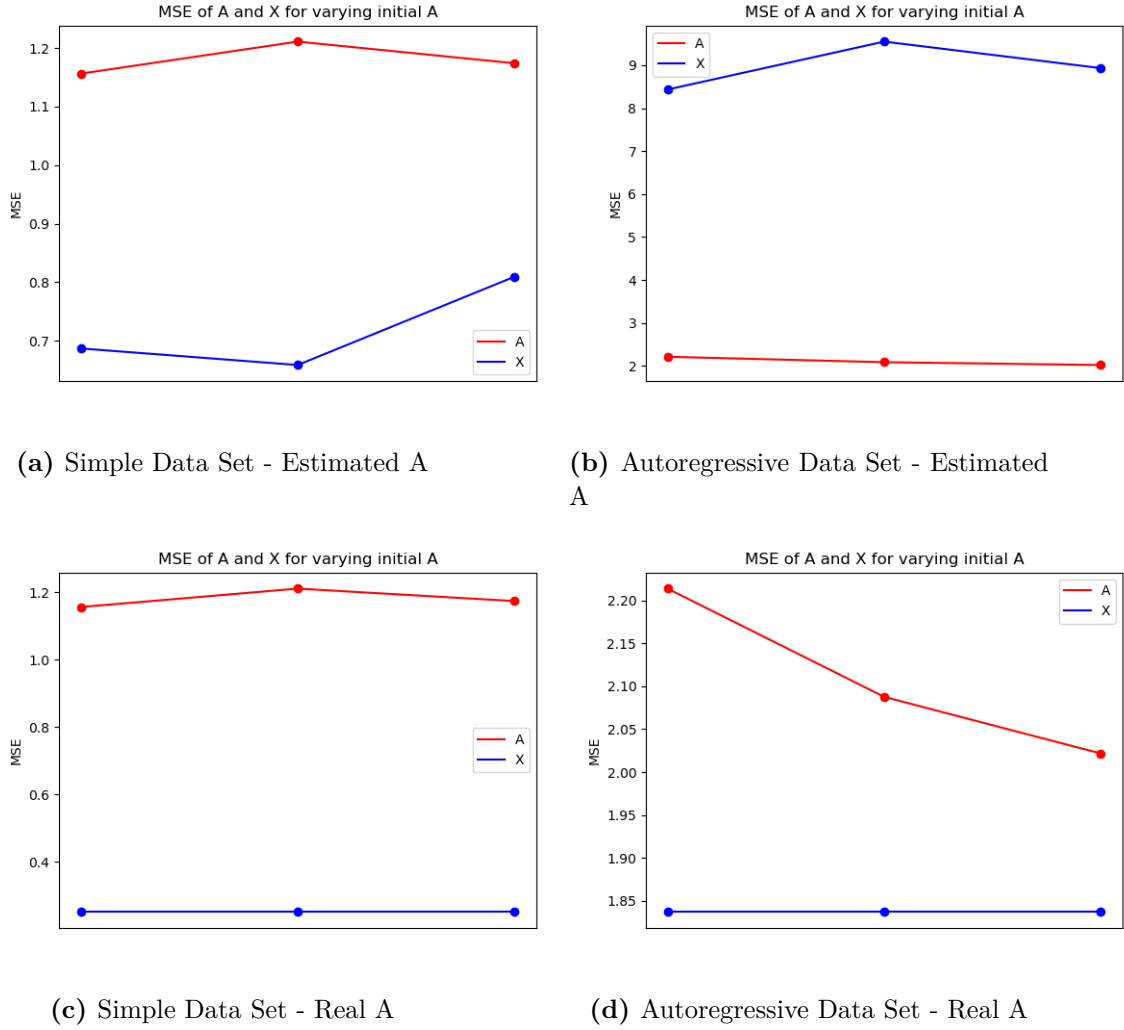 MSE of A and X for varying initial A
1.2
1.1
1.0
0.9
0.8
0.7
MSE
A
X
MSE of A and X for varying initial A
9
8
7
6
5
4
3
2
MSE
A
X
(a) Simple Data Set - Estimated A
(b) Autoregressive Data Set - Estimated
A
MSE of A and X for varying initial A
1.2
1.0
0.8
0.6
0.4
MSE
A
X
MSE of A and X for varying initial A
2.20
2.15
2.10
2.05
2.00
1.95
1.90
1.85
MSE
A
X
(c) Simple Data Set - Real A
(d) Autoregressive Data Set - Real A